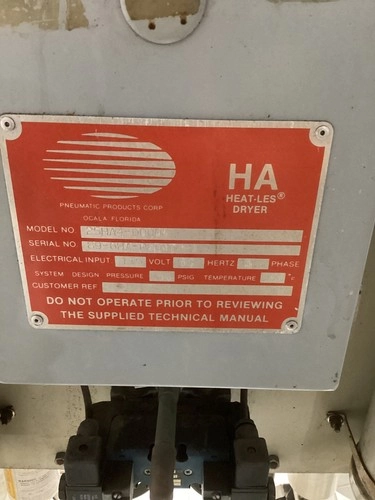 HA
HEAT-LES®
DRYER
PNEUMATIC PRODUCTS CORP
OCALA FLORIDA
MODEL NO
SERIAL NO
ELECTRICAL INPUT VOLT HERTZ PHASE
SYSTEM DESIGN PRESSURE PSIG TEMPERATURE °F
CUSTOMER REF
DO NOT OPERATE PRIOR TO REVIEWING
THE SUPPLIED TECHNICAL MANUAL